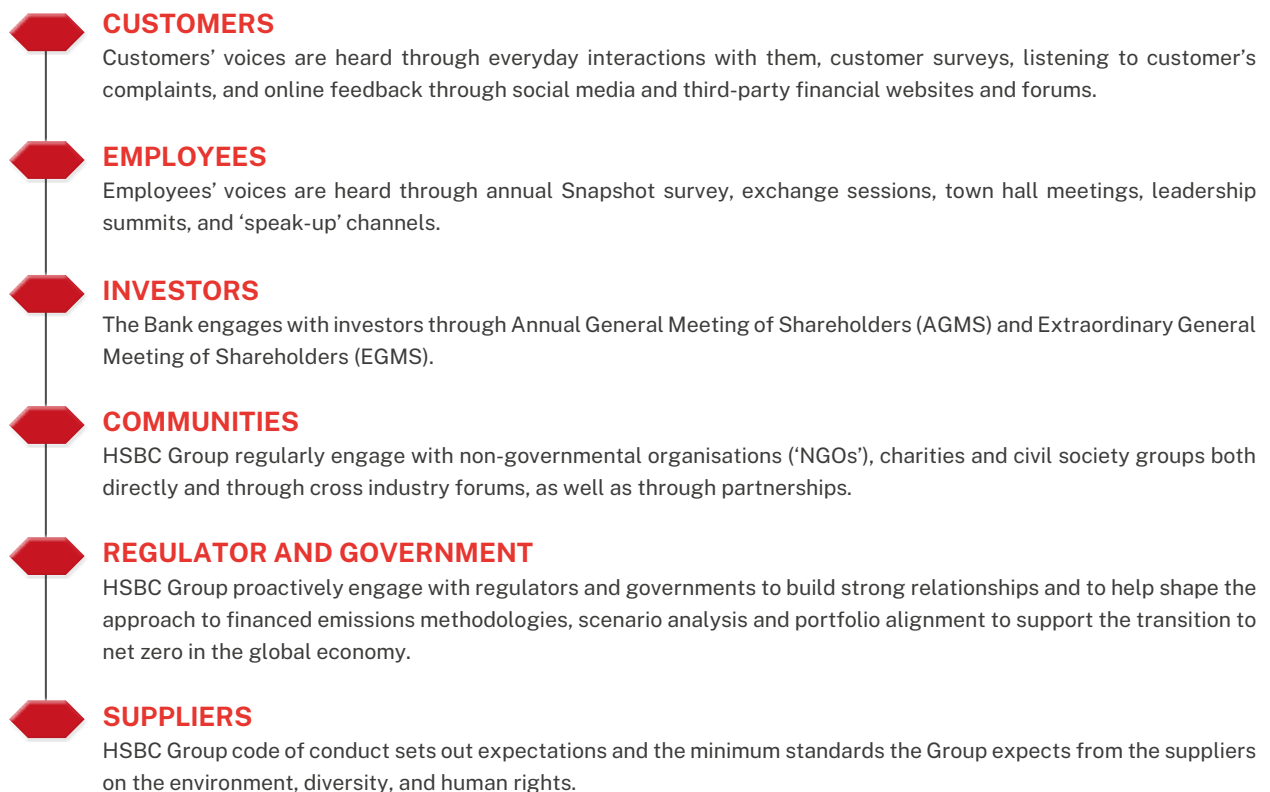 CUSTOMERS
Customers’ voices are heard through everyday interactions with them, customer surveys, listening to customer’s
complaints, and online feedback through social media and third-party financial websites and forums.
EMPLOYEES
Employees’ voices are heard through annual Snapshot survey, exchange sessions, town hall meetings, leadership
summits, and ‘speak-up’ channels.
INVESTORS
The Bank engages with investors through Annual General Meeting of Shareholders (AGMS) and Extraordinary General
Meeting of Shareholders (EGMS).
COMMUNITIES
HSBC Group regularly engage with non-governmental organisations (‘NGOs’), charities and civil society groups both
directly and through cross industry forums, as well as through partnerships.
REGULATOR AND GOVERNMENT
HSBC Group proactively engage with regulators and governments to build strong relationships and to help shape the
approach to financed emissions methodologies, scenario analysis and portfolio alignment to support the transition to
net zero in the global economy.
SUPPLIERS
HSBC Group code of conduct sets out expectations and the minimum standards the Group expects from the suppliers
on the environment, diversity, and human rights.